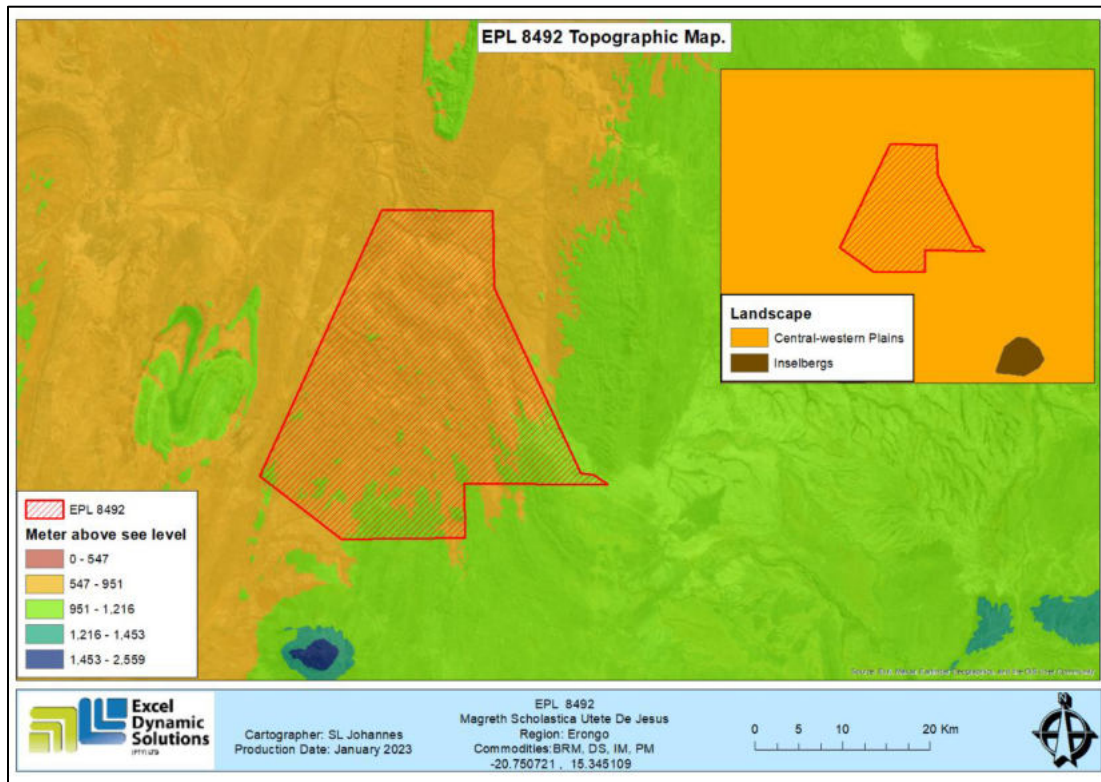 EPL 8492 Topographic Map.
Landscape
Central-western Plains
Inselbergs
EPL 8492
Meter above see level
0 - 547
547 - 951
951 - 1,216
1,216 - 1,453
1,453 - 2,559
Excel
Dynamic
Solutions
(PTY) LTD
Cartographer: SL Johannes
Production Date: January 2023
EPL 8492
Magreth Scholastica Utete De Jesus
Region: Erongo
Commodities:BRM, DS, IM, PM
-20.750721 , 15.345109
0 5 10 20 Km
N